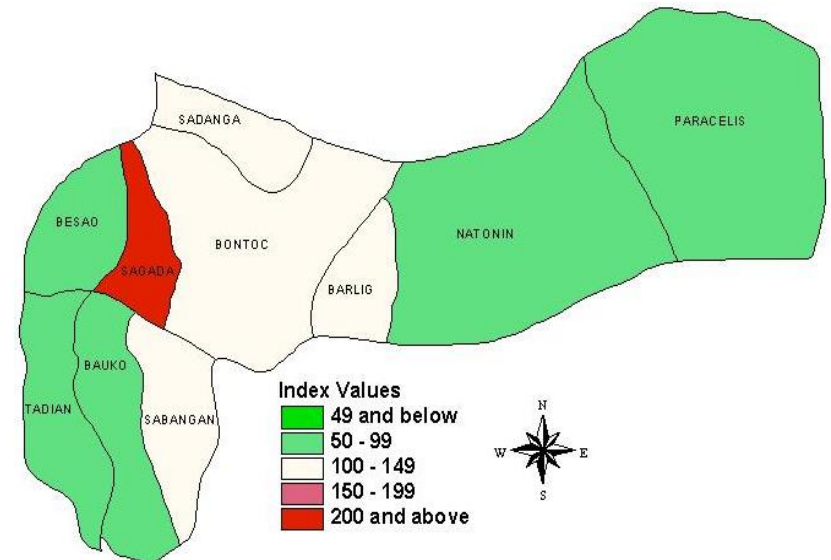 PARACELIS
SADANGA
BESAO
NATONIN
BONTOC
SAGADA
BARLIG
BAUKO
TADIAN
SABANGAN
Index Values
49 and below
50 - 99
100 - 149
150 - 199
200 and above
N
W E
S